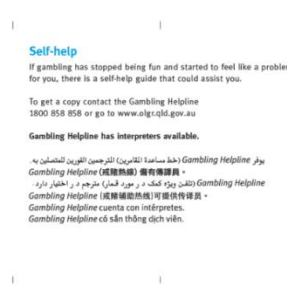 Self-help
If gambling has stopped being fun and started to feel like a problem
for you, there is a self-help guide that could assist you.
To get a copy contact the Gambling Helpline
1800 858 858 or go to www.olgr.qld.gov.au
Gambling Helpline has interpreters available.
يوفر Gambling Helpline (خط مساعدة المقامرين) المترجمين الفوريين للمتصلين به.
Gambling Helpline (戒賭熱線) 備有傳譯員。
Gambling Helpline (تلفن ویژه کمک در مورد قمار) مترجم در اختیار دارد.
Gambling Helpline (戒赌辅助热线)可提供传译员。
Gambling Helpline cuenta con intérpretes.
Gambling Helpline có sẵn thông dịch viên.